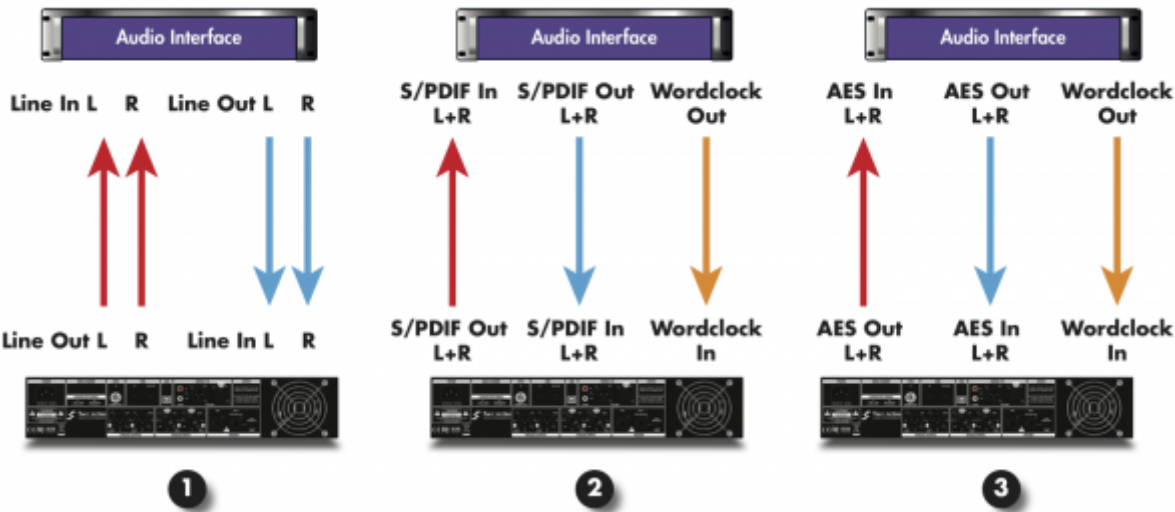 Audio Interface
Line In L R Line Out L R
Line Out L R Line In L R
1
Audio Interface
S/PDIF In S/PDIF Out Wordclock
L+R L+R Out
S/PDIF Out S/PDIF In Wordclock
L+R L+R In
2
Audio Interface
AES In AES Out Wordclock
L+R L+R Out
AES Out AES In Wordclock
L+R L+R In
3